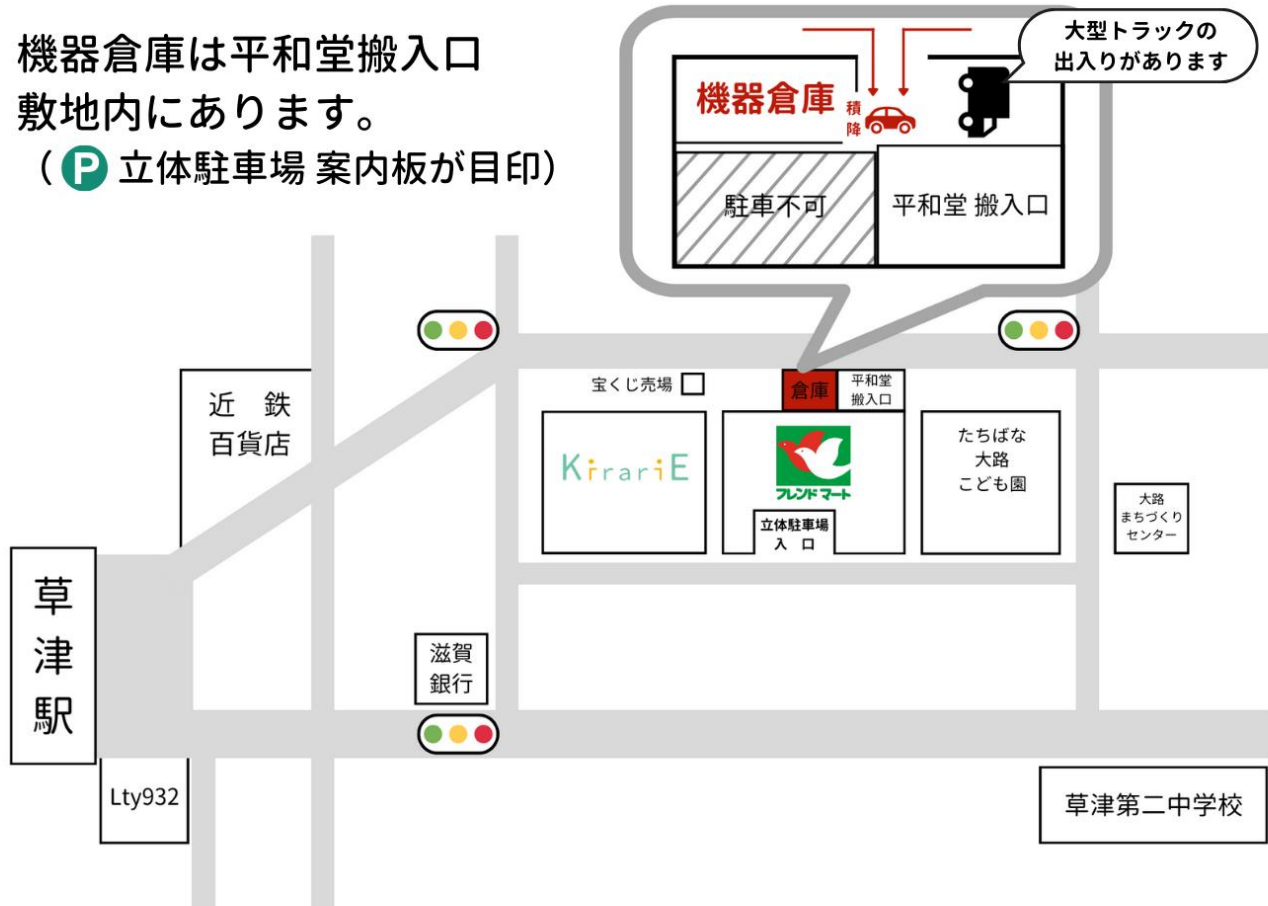 機器倉庫は平和堂搬入口
敷地内にあります。
（P 立体駐車場 案内板が目印）
大型トラックの
出入りがあります
機器倉庫
積
降
駐車不可
平和堂 搬入口
近 鉄
百貨店
宝くじ売場
倉庫
平和堂
搬入口
KirariE
フレンドマート
立体駐車場
入 口
たちばな
大路
こども園
大路
まちづくり
センター
草
津
駅
滋賀
銀行
Lty932
草津第二中学校